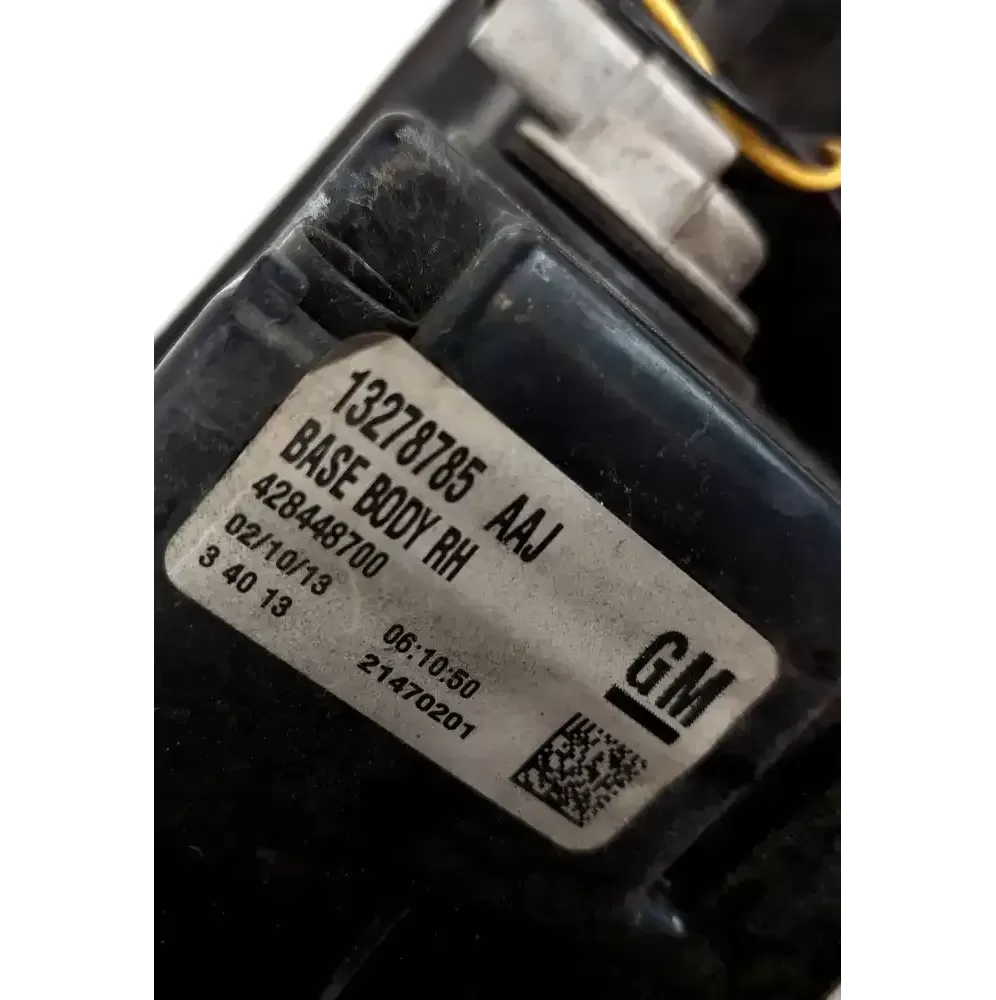 13278785 AAJ
BASE BODY RH
428448700
02/10/13 06:10:50
3 40 13 21470201
GM